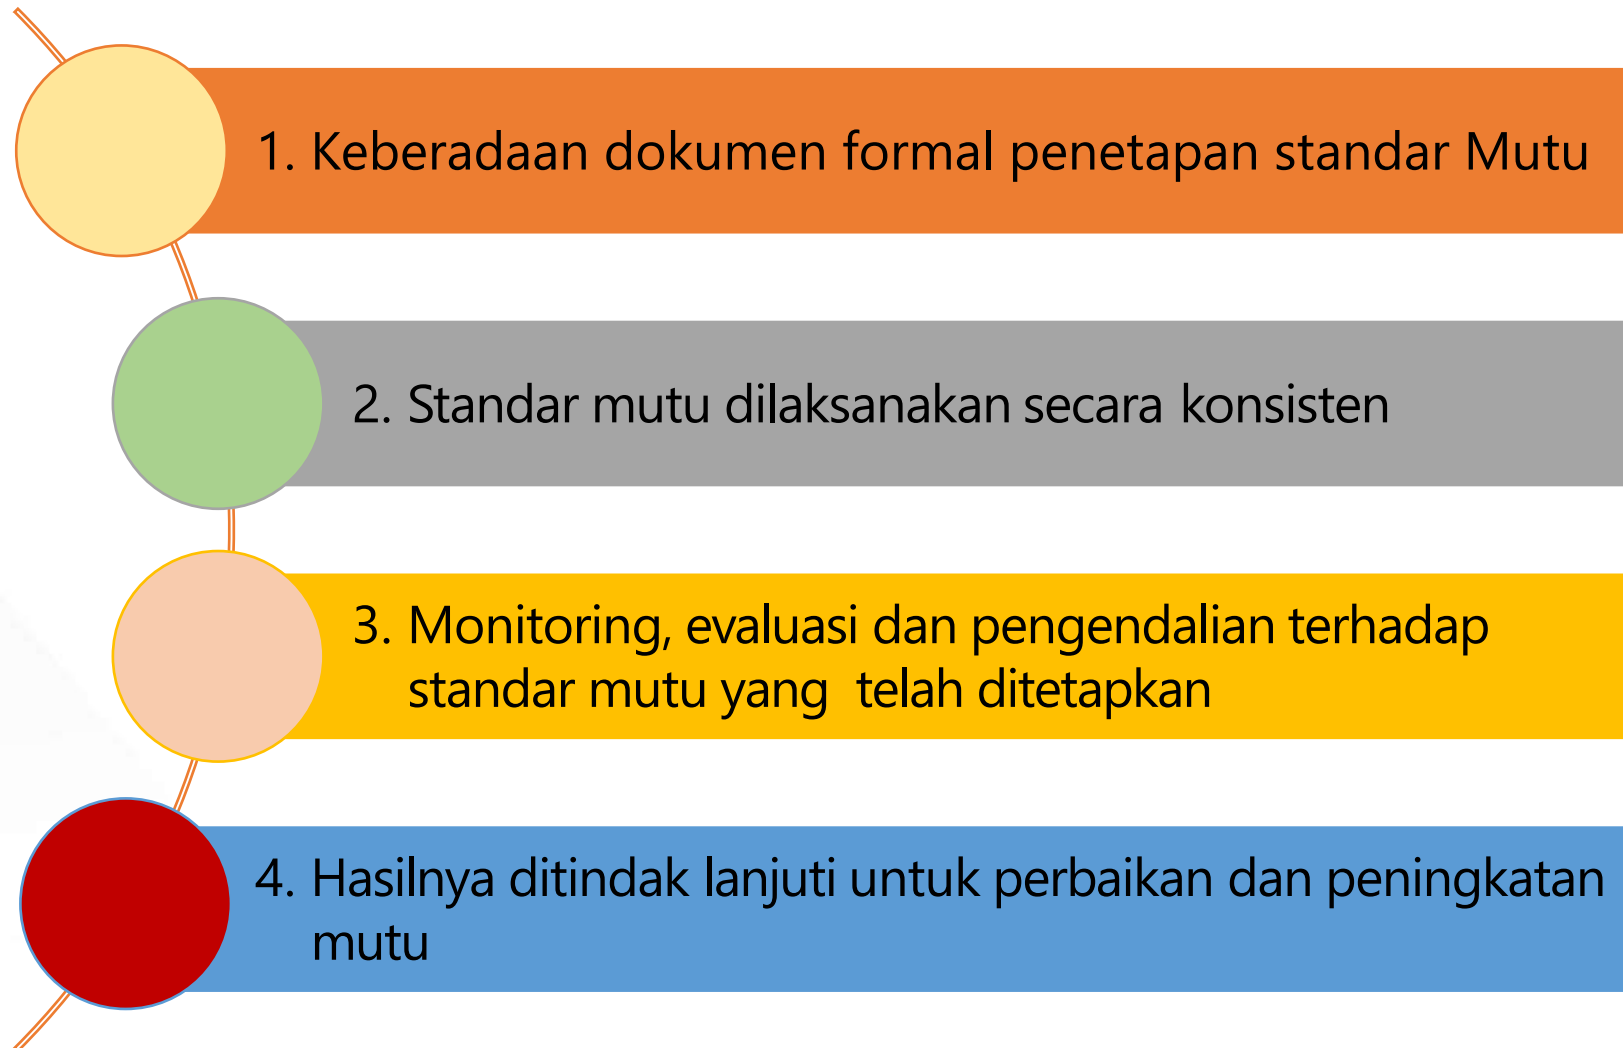 1. Keberadaan dokumen formal penetapan standar Mutu
2. Standar mutu dilaksanakan secara konsisten
3. Monitoring, evaluasi dan pengendalian terhadap
standar mutu yang  telah ditetapkan
4. Hasilnya ditindak lanjuti untuk perbaikan dan peningkatan
mutu